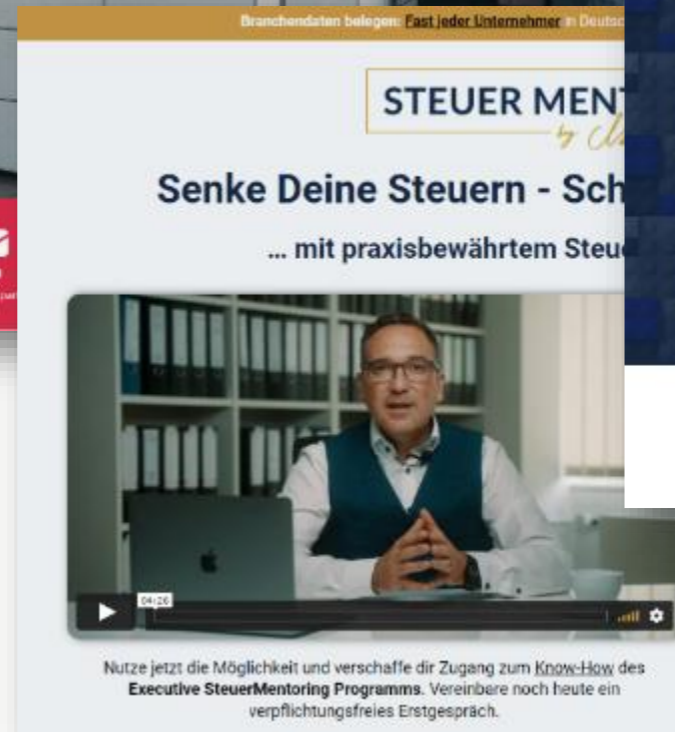 Branchendaten belegen: Fast jeder Unternehmer in Deutsc
STEUER MEN
by
Senke Deine Steuern - Sch
... mit praxisbewährtem Steue
04:26
Nutze jetzt die Möglichkeit und verschaffe dir Zugang zum Know-How des
Executive SteuerMentoring Programms. Vereinbare noch heute ein
verpflichtungsfreies Erstgespräch.